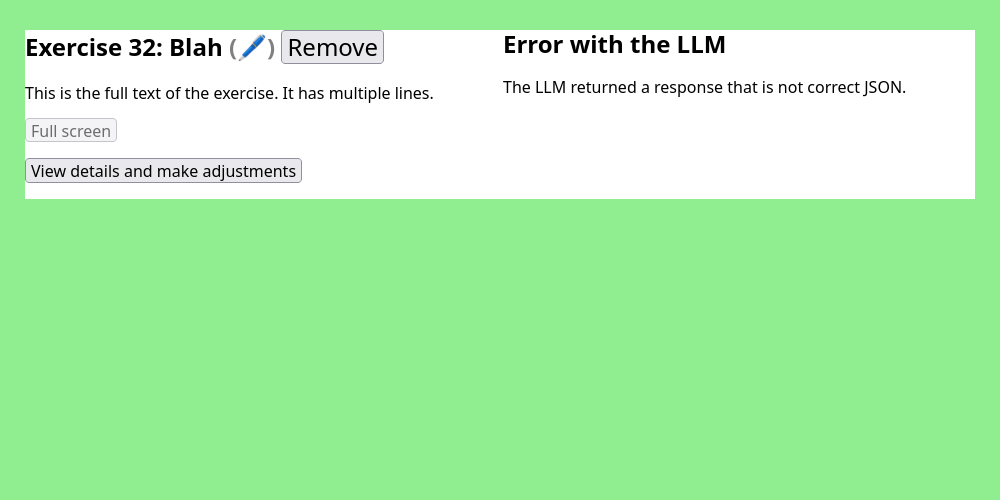 Exercise 32: Blah (🖊️) Remove
This is the full text of the exercise. It has multiple lines.
Full screen
View details and make adjustments
Error with the LLM
The LLM returned a response that is not correct JSON.